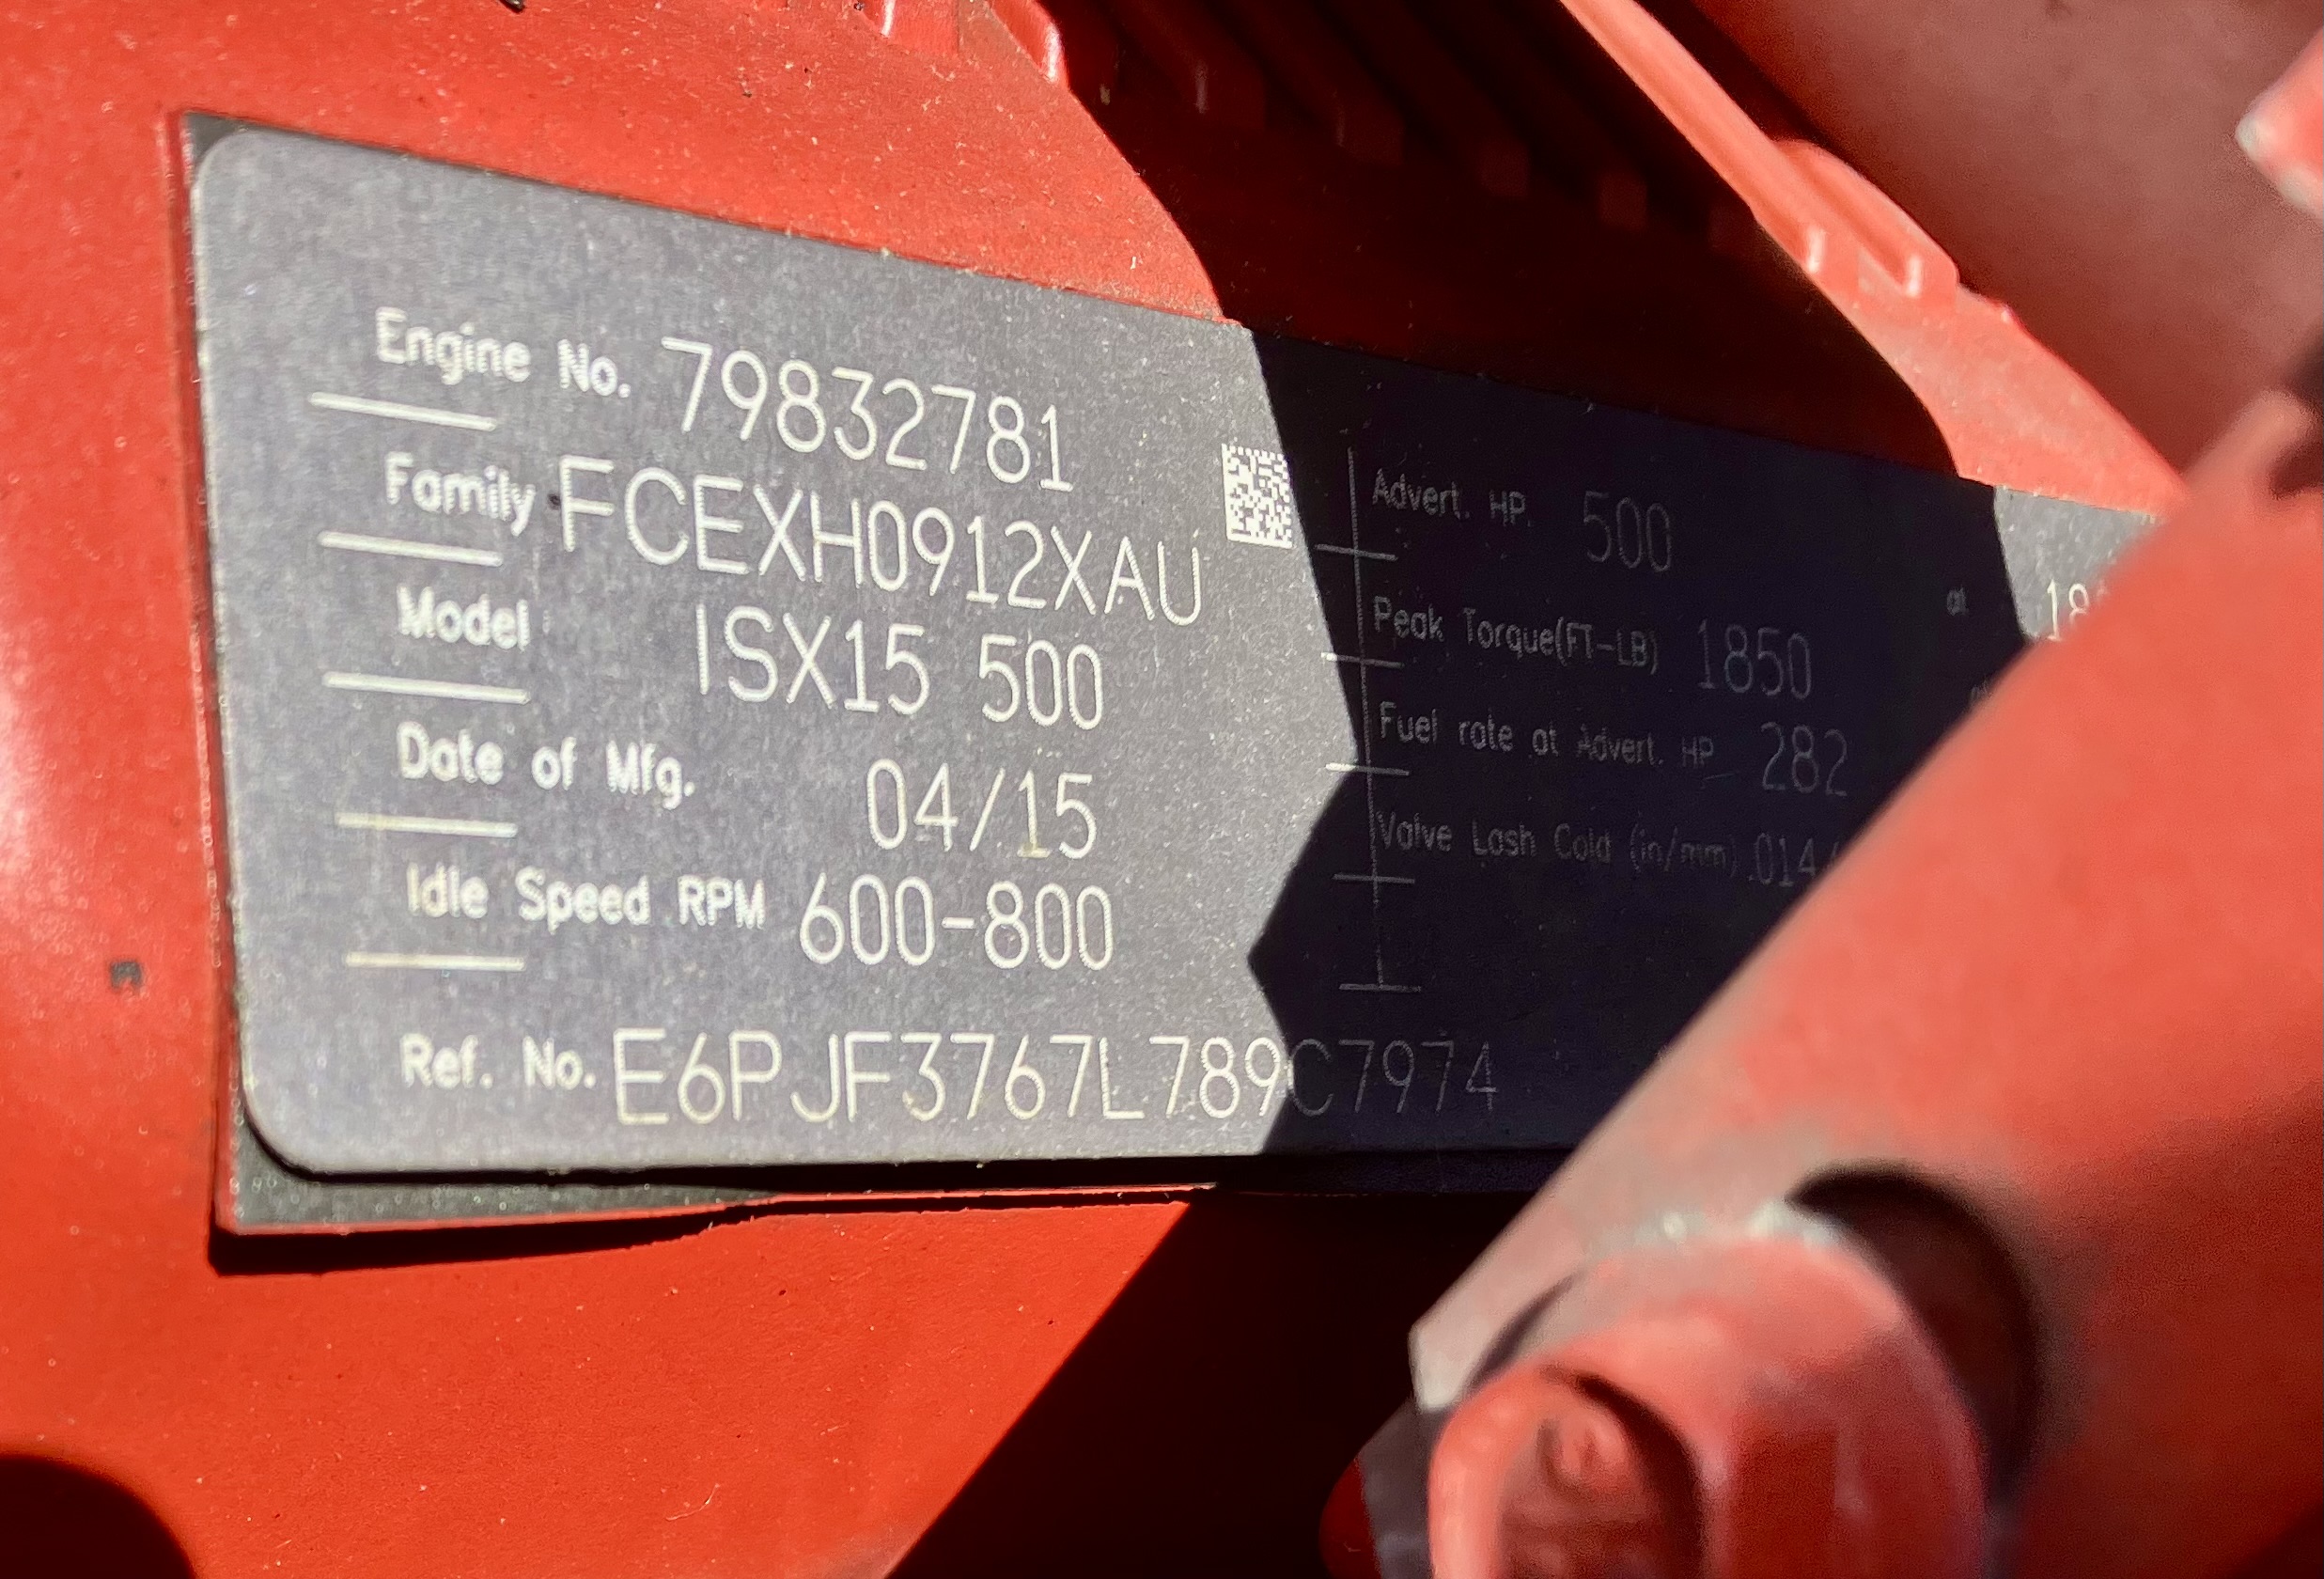 Engine No. 79832781
Family FCEXH0912XAU
Model ISX15 500
Date of Mfg. 04/15
Idle Speed RPM 600-800
Ref. No. E6PJF3767L789C7974
Advert. HP. 500 at
Peak Torque(FT-LB) 1850
Fuel rate at Advert. HP 282
Valve Lash Cold (in/mm) .014